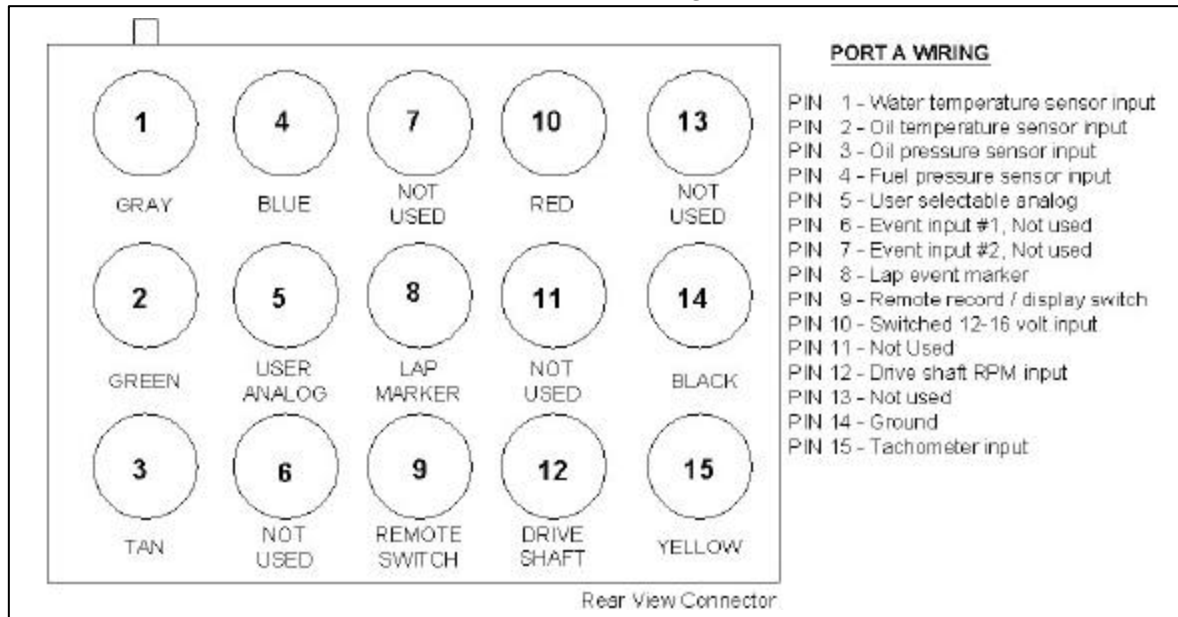 1
4
7
10
13
GRAY
BLUE
NOT
USED
RED
NOT
USED
2
5
8
11
14
GREEN
USER
ANALOG
LAP
MARKER
NOT
USED
BLACK
3
6
9
12
15
TAN
NOT
USED
REMOTE
SWITCH
DRIVE
SHAFT
YELLOW
Rear View Connector
PORT A WIRING
PIN 1 - Water temperature sensor input
PIN 2 - Oil temperature sensor input
PIN 3 - Oil pressure sensor input
PIN 4 - Fuel pressure sensor input
PIN 5 - User selectable analog
PIN 6 - Event input #1, Not used
PIN 7 - Event input #2, Not used
PIN 8 - Lap event marker
PIN 9 - Remote record / display switch
PIN 10 - Switched 12-16 volt input
PIN 11 - Not Used
PIN 12 - Drive shaft RPM input
PIN 13 - Not used
PIN 14 - Ground
PIN 15 - Tachometer input